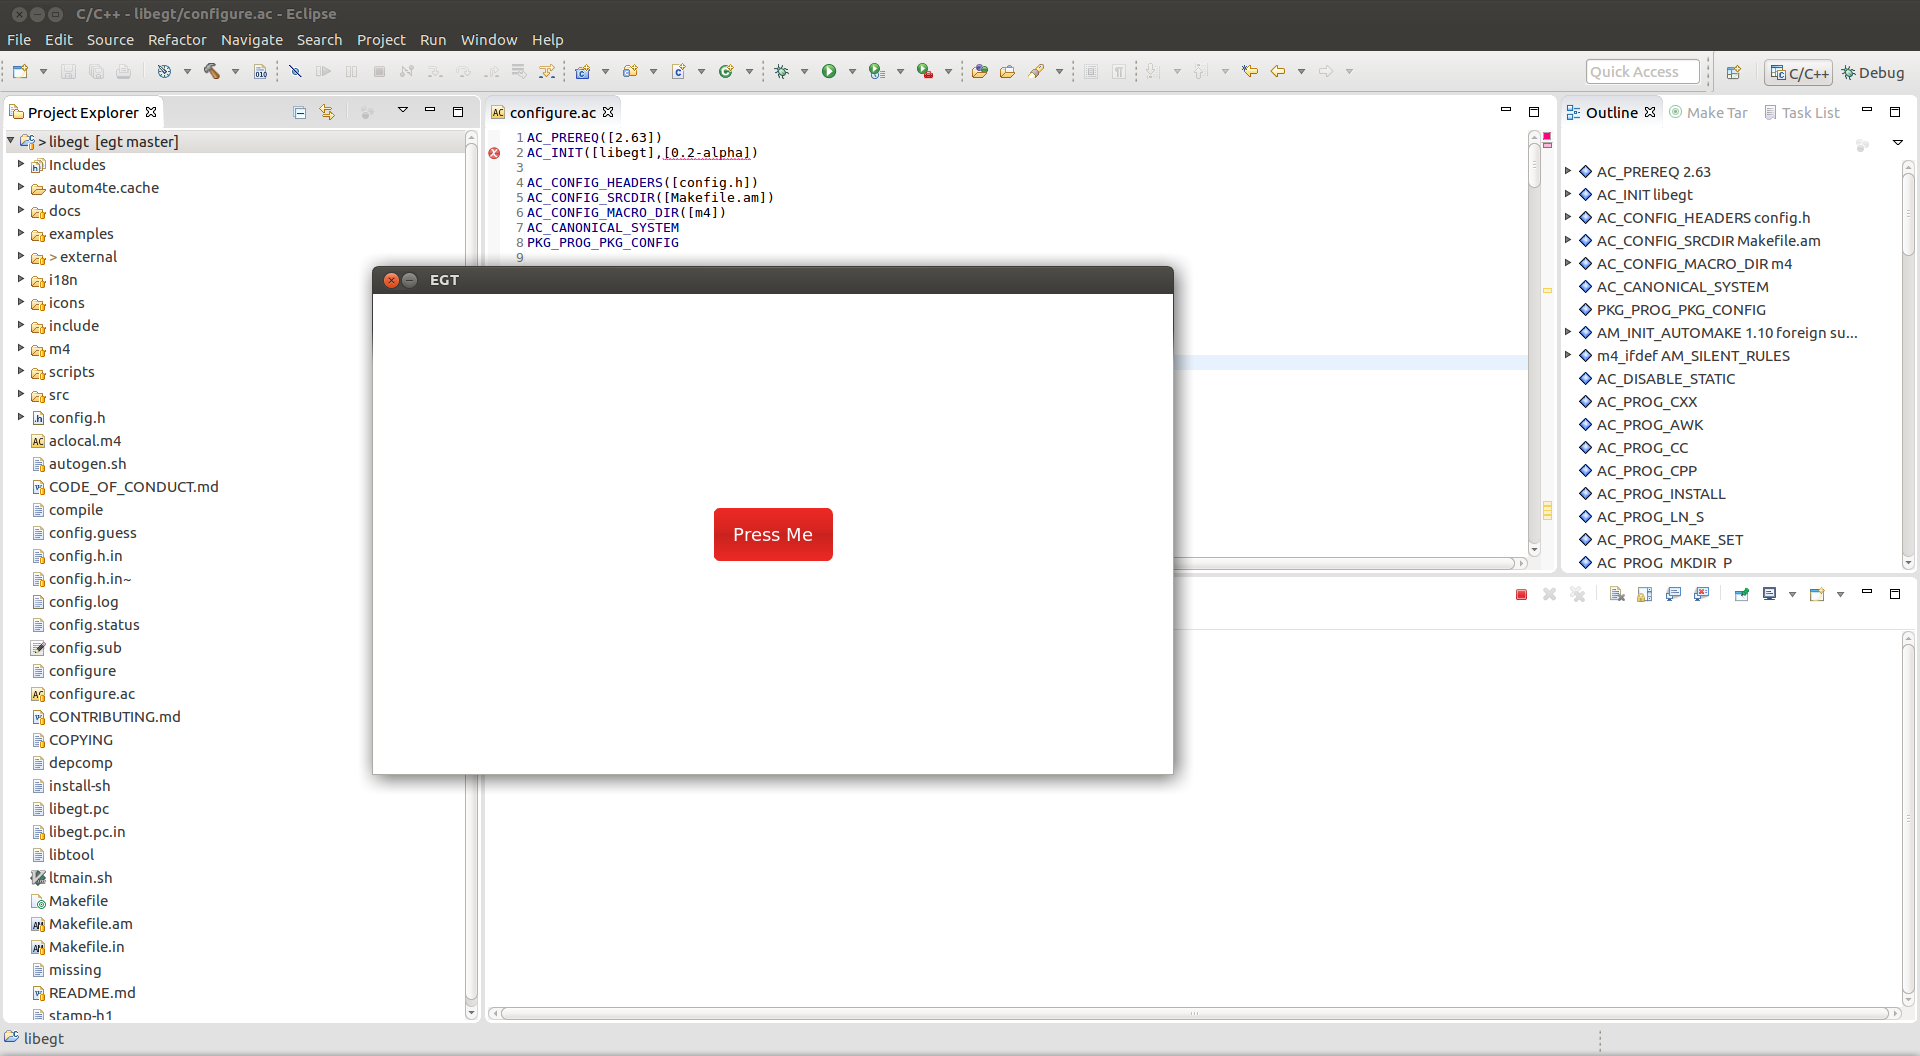 C/C++ - libegt/configure.ac - Eclipse
File Edit Source Refactor Navigate Search Project Run Window Help
Quick Access
C/C++
Debug
Project Explorer
> libegt [egt master]
Includes
autom4te.cache
docs
examples
> external
i18n
icons
include
m4
scripts
src
config.h
aclocal.m4
autogen.sh
CODE_OF_CONDUCT.md
compile
config.guess
config.h.in
config.h.in~
config.log
config.status
config.sub
configure
configure.ac
CONTRIBUTING.md
COPYING
depcomp
install-sh
libegt.pc
libegt.pc.in
libtool
ltmain.sh
Makefile
Makefile.am
Makefile.in
missing
README.md
stamp-h1
configure.ac
1 AC_PREREQ([2.63])
2 AC_INIT([libegt],[0.2-alpha])
3
4 AC_CONFIG_HEADERS([config.h])
5 AC_CONFIG_SRCDIR([Makefile.am])
6 AC_CONFIG_MACRO_DIR([m4])
7 AC_CANONICAL_SYSTEM
8 PKG_PROG_PKG_CONFIG
9
EGT
Press Me
Outline Make Tar Task List
AC_PREREQ 2.63
AC_INIT libegt
AC_CONFIG_HEADERS config.h
AC_CONFIG_SRCDIR Makefile.am
AC_CONFIG_MACRO_DIR m4
AC_CANONICAL_SYSTEM
PKG_PROG_PKG_CONFIG
AM_INIT_AUTOMAKE 1.10 foreign su...
m4_ifdef AM_SILENT_RULES
AC_DISABLE_STATIC
AC_PROG_CXX
AC_PROG_AWK
AC_PROG_CC
AC_PROG_CPP
AC_PROG_INSTALL
AC_PROG_LN_S
AC_PROG_MAKE_SET
AC_PROG_MKDIR_P
libegt